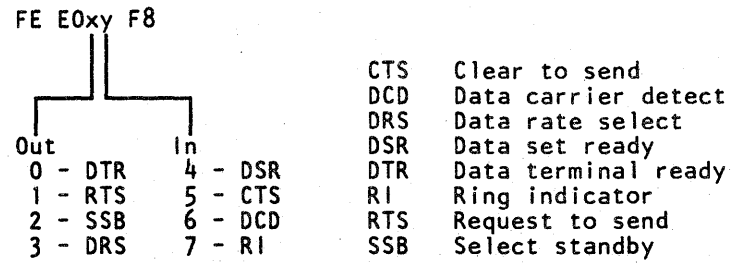 FE E0xy F8
CTS Clear to send
DCD Data carrier detect
DRS Data rate select
Out In DSR Data set ready
0 - DTR 4 - DSR DTR Data terminal ready
1 - RTS 5 - CTS RI Ring indicator
2 - SSB 6 - DCD RTS Request to send
3 - DRS 7 - RI SSB Select standby